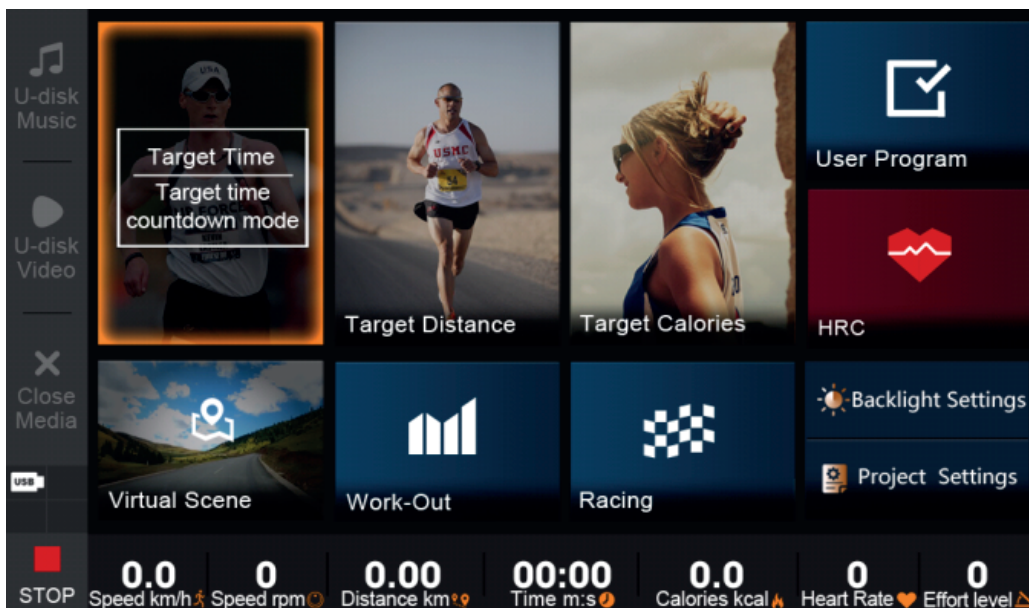 U-disk
Music
U-disk
Video
Close
Media
USB
STOP
USA
Target Time
Target time
countdown mode
USMC
Target Distance
Target Calories
User Program
HRC
Virtual Scene
Work-Out
Racing
Backlight Settings
Project Settings
0.0
Speed km/h
0
Speed rpm
0.00
Distance km
00:00
Time m:s
0.0
Calories kcal
0
Heart Rate
0
Effort level